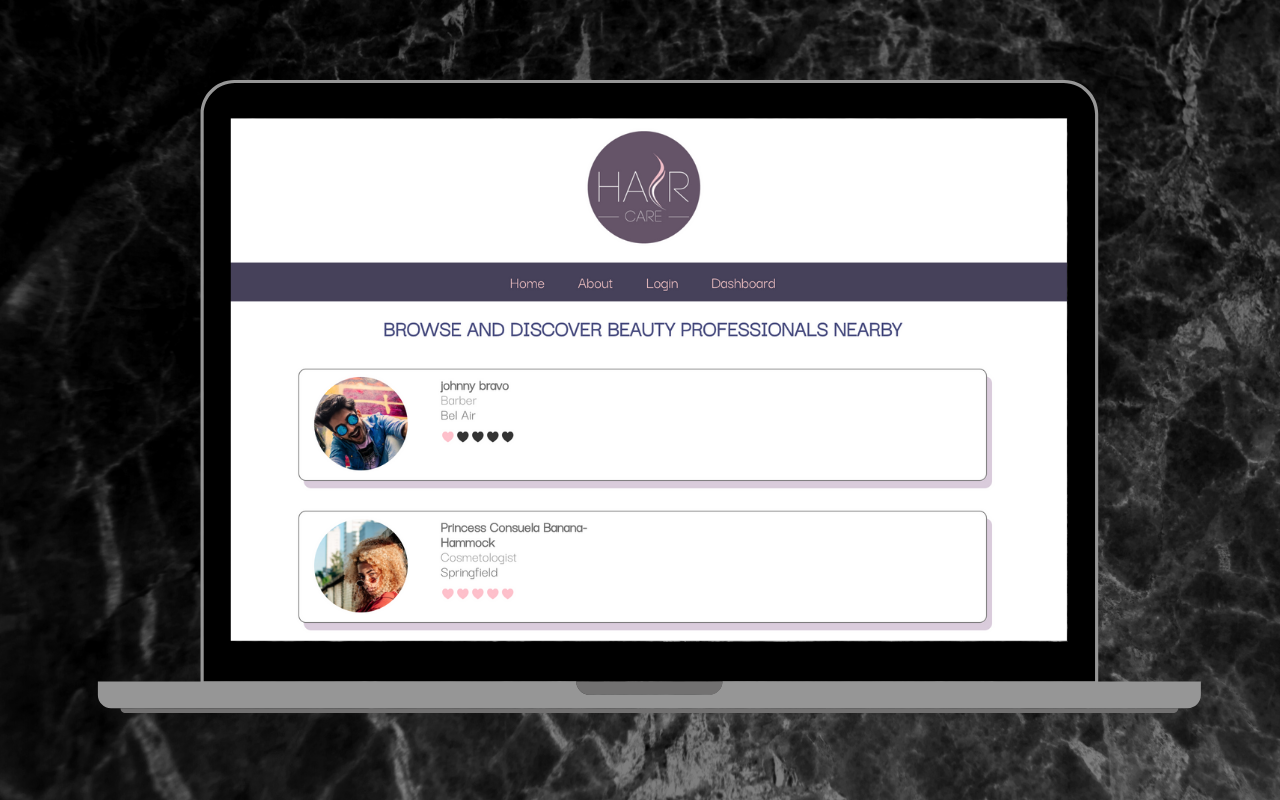 HAIR
CARE
Home About Login Dashboard
BROWSE AND DISCOVER BEAUTY PROFESSIONALS NEARBY
johnny bravo
Barber
Bel Air
Princess Consuela Banana-
Hammock
Cosmetologist
Springfield